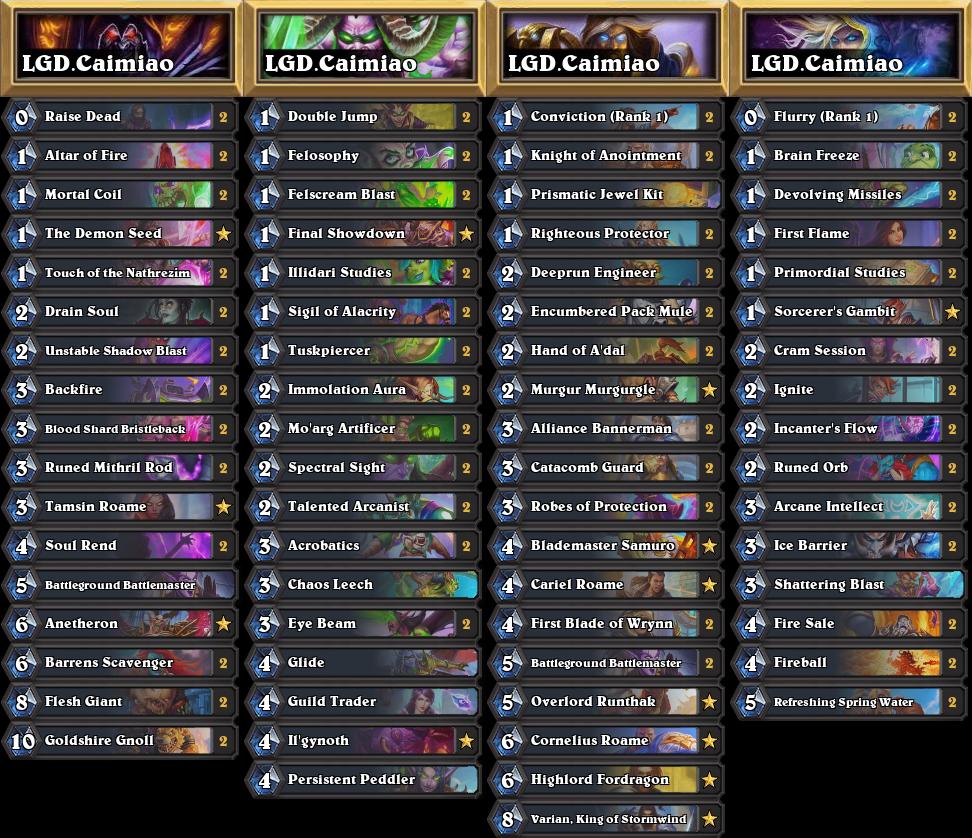 LGD.Caimiao
0 Raise Dead 2
1 Altar of Fire 2
1 Mortal Coil 2
1 The Demon Seed
1 Touch of the Nathrezim 2
2 Drain Soul 2
2 Unstable Shadow Blast 2
3 Backfire 2
3 Blood Shard Bristleback 2
3 Runed Mithril Rod 2
3 Tamsin Roame
4 Soul Rend 2
5 Battleground Battlemaster
6 Anetheron
6 Barrens Scavenger 2
8 Flesh Giant 2
10 Goldshire Gnoll 2
LGD.Caimiao
1 Double Jump 2
1 Felosophy 2
1 Felscream Blast 2
1 Final Showdown
1 Illidari Studies 2
1 Sigil of Alacrity 2
1 Tuskpiercer 2
2 Immolation Aura 2
2 Mo'arg Artificer 2
2 Spectral Sight 2
2 Talented Arcanist 2
3 Acrobatics 2
3 Chaos Leech
3 Eye Beam 2
4 Glide
4 Guild Trader
4 Il'gynoth
4 Persistent Peddler
LGD.Caimiao
1 Conviction (Rank 1) 2
1 Knight of Anointment 2
1 Prismatic Jewel Kit
1 Righteous Protector 2
2 Deeprun Engineer 2
2 Encumbered Pack Mule 2
2 Hand of A'dal 2
2 Murgur Murgurgle
3 Alliance Bannerman 2
3 Catacomb Guard 2
3 Robes of Protection 2
4 Blademaster Samuro
4 Cariel Roame
4 First Blade of Wrynn 2
5 Battleground Battlemaster 2
5 Overlord Runthak
6 Cornelius Roame
6 Highlord Fordragon
8 Varian, King of Stormwind
LGD.Caimiao
0 Flurry (Rank 1) 2
1 Brain Freeze 2
1 Devolving Missiles 2
1 First Flame 2
1 Primordial Studies 2
1 Sorcerer's Gambit
2 Cram Session 2
2 Ignite 2
2 Incanter's Flow 2
2 Runed Orb 2
3 Arcane Intellect 2
3 Ice Barrier 2
3 Shattering Blast
4 Fire Sale 2
4 Fireball 2
5 Refreshing Spring Water 2